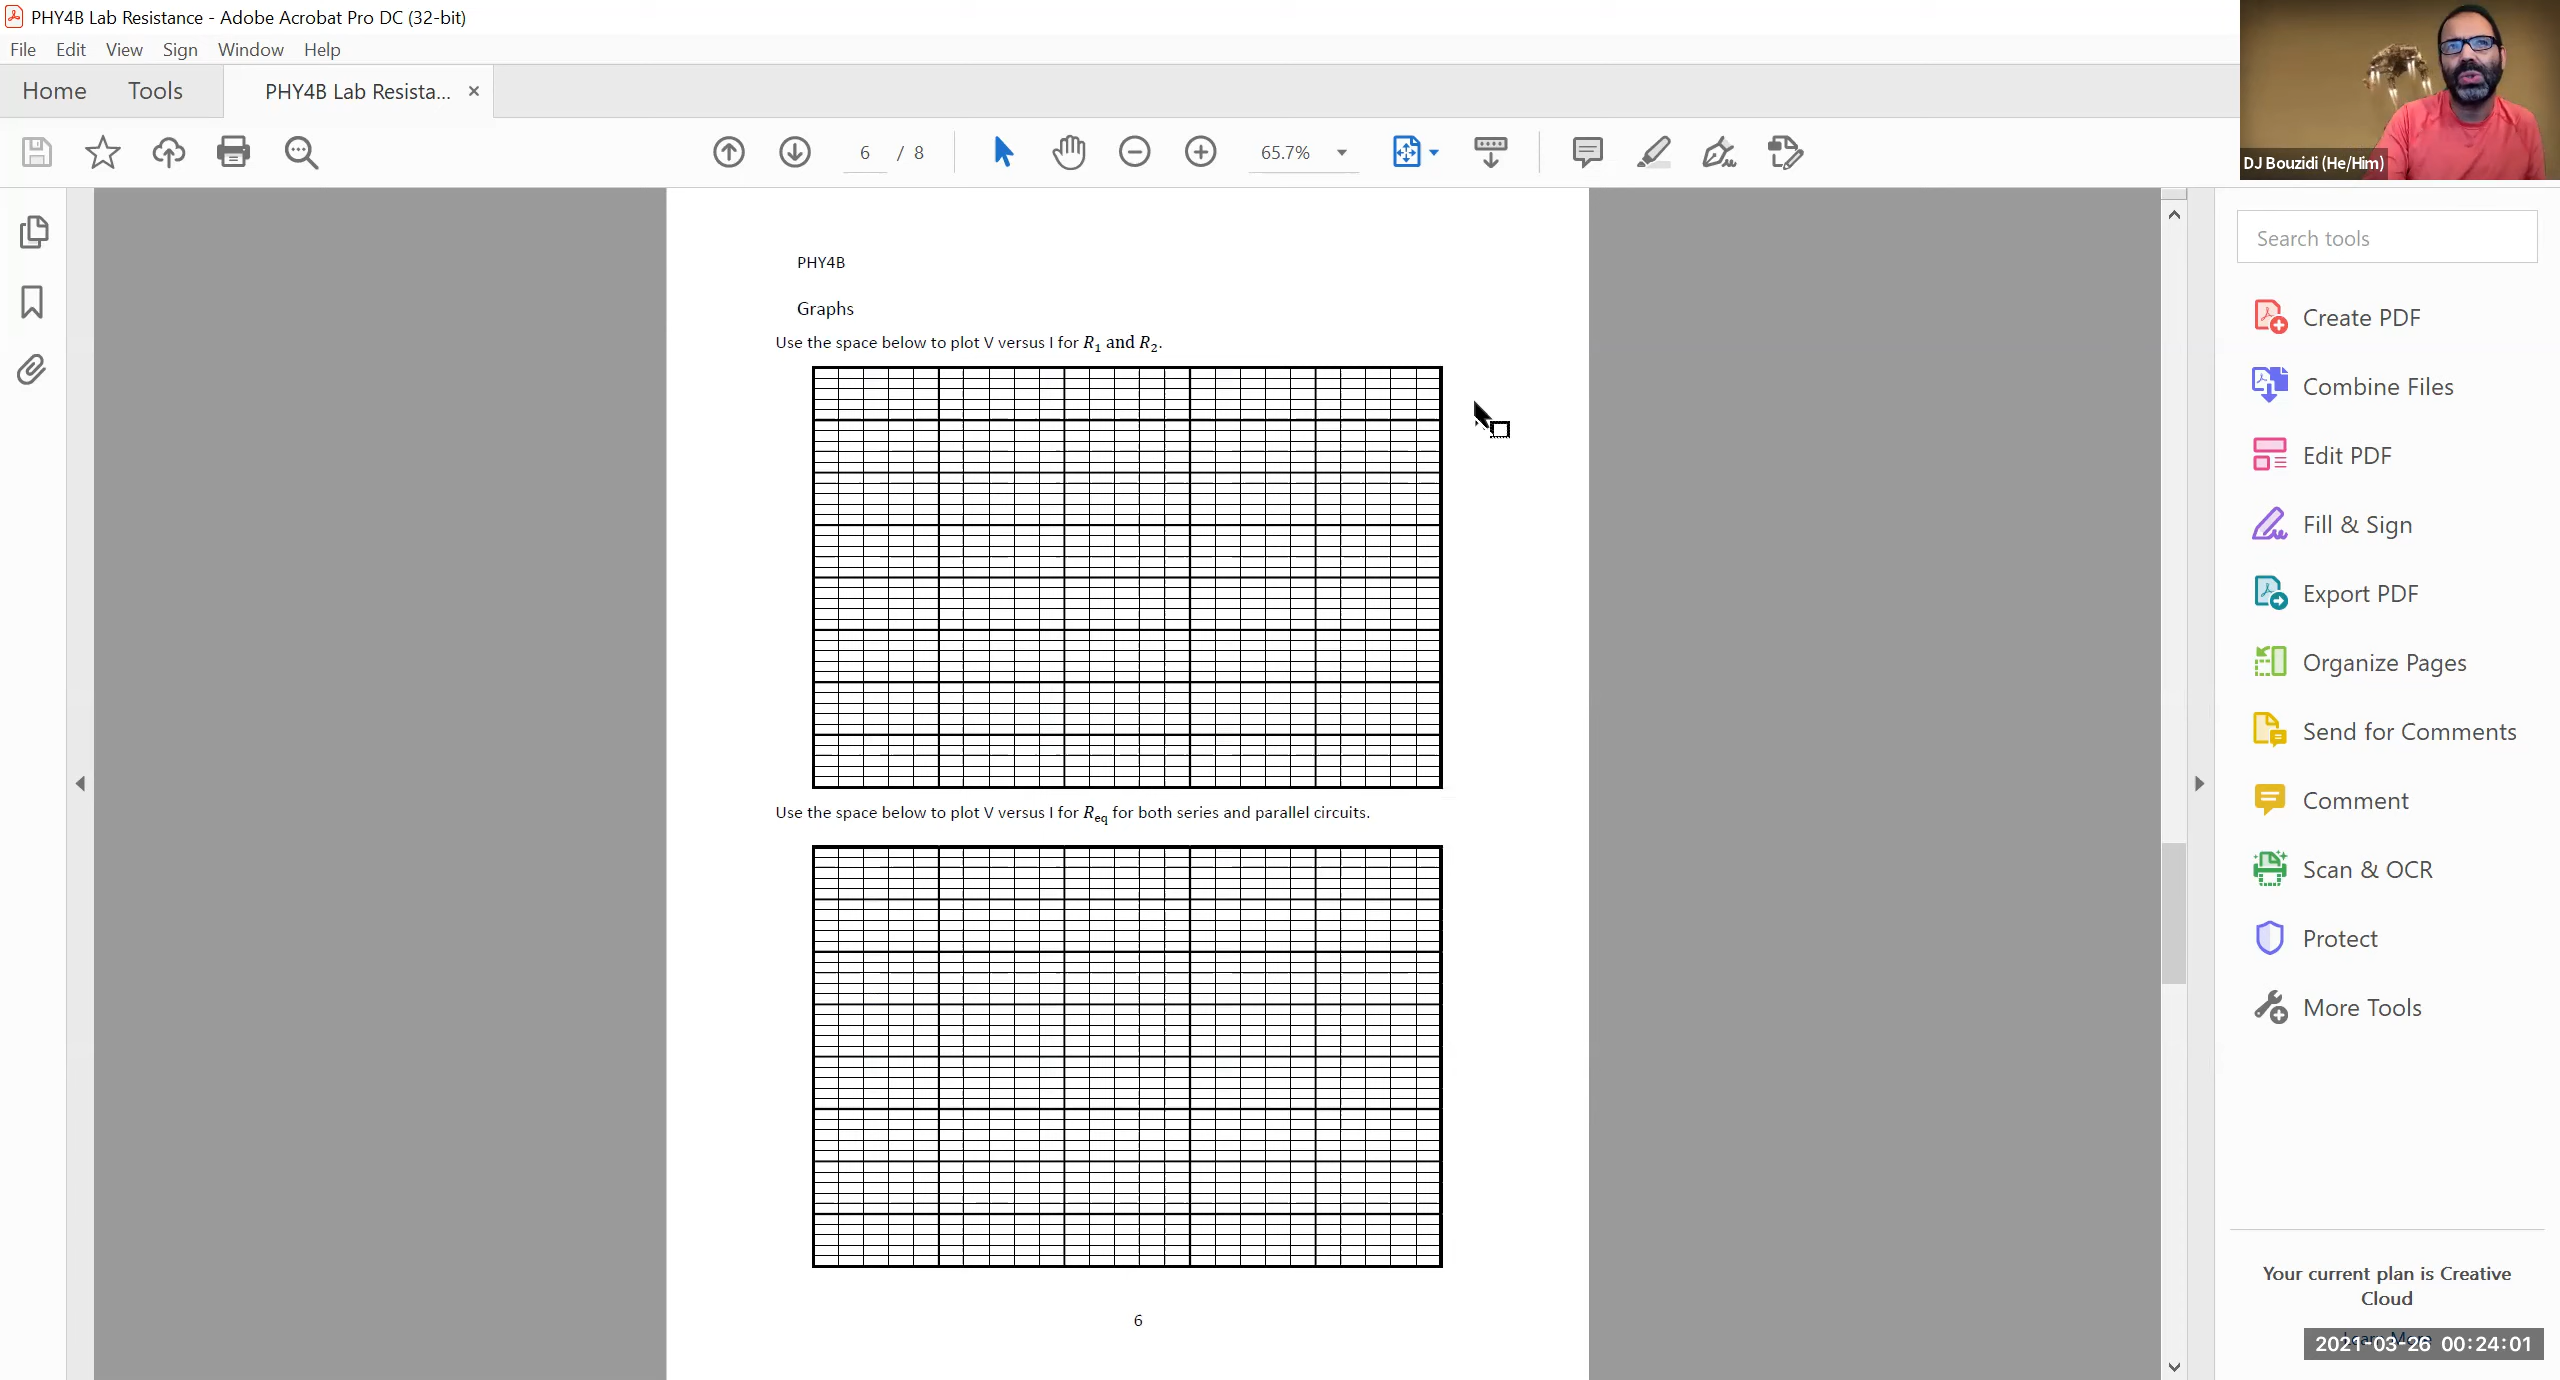 PHY4B Lab Resistance - Adobe Acrobat Pro DC (32-bit)
File Edit View Sign Window Help
Home Tools PHY4B Lab Resista... ×
6 / 8 65.7%
DJ Bouzidi (He/Him)
PHY4B
Graphs
Use the space below to plot V versus I for R₁ and R₂.
Use the space below to plot V versus I for Req for both series and parallel circuits.
6
Search tools
Create PDF
Combine Files
Edit PDF
Fill & Sign
Export PDF
Organize Pages
Send for Comments
Comment
Scan & OCR
Protect
More Tools
Your current plan is Creative
Cloud
2021-03-26 00:24:01